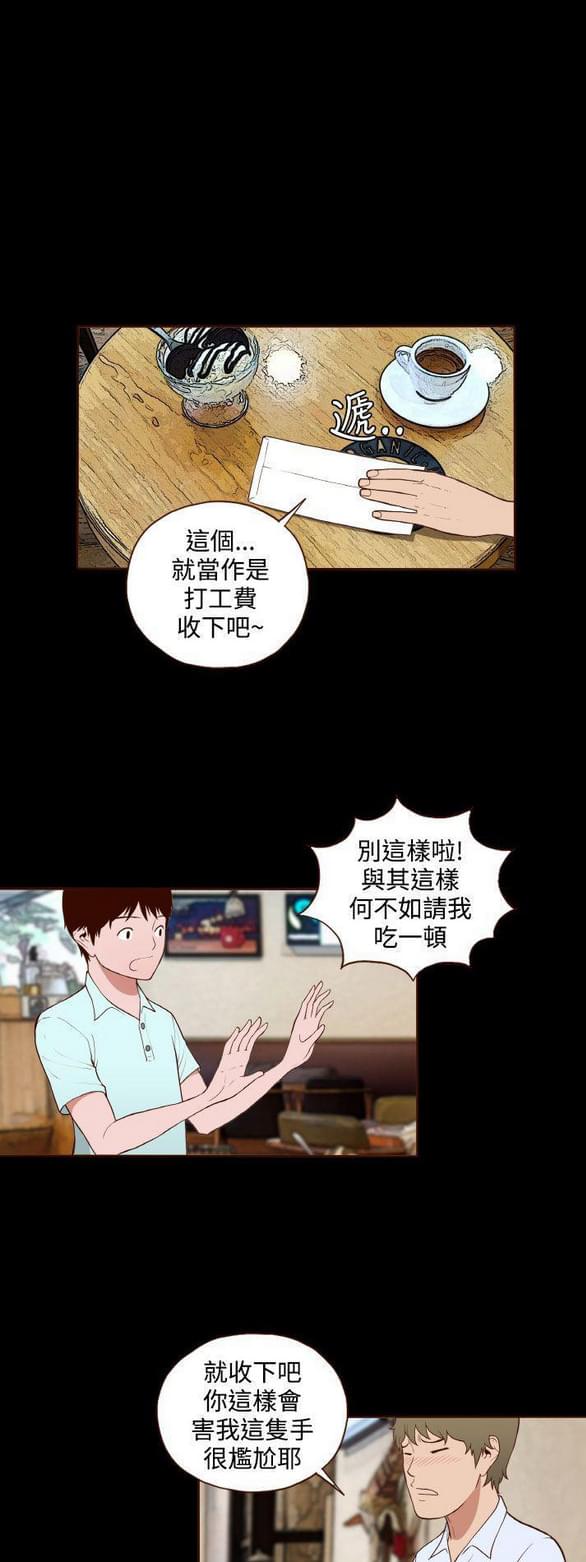 遞..
這個...
就當作是
打工費
收下吧~
別這樣啦!
與其這樣
何不如請我
吃一頓
就收下吧
你這樣會
害我這隻手
很尷尬耶